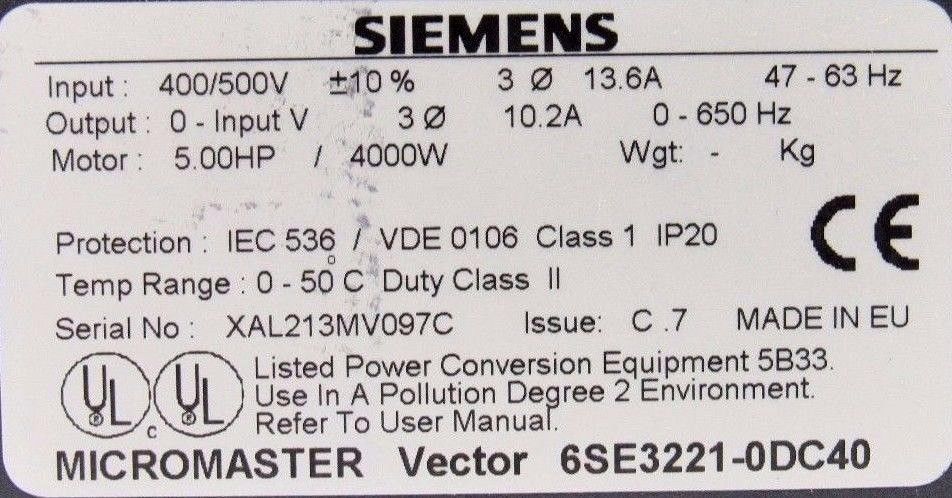 SIEMENS
Input : 400/500V ±10 % 3 Ø 13.6A 47 - 63 Hz
Output : 0 - Input V 3 Ø 10.2A 0 - 650 Hz
Motor : 5.00HP / 4000W Wgt: - Kg
CE
Protection : IEC 536 / VDE 0106 Class 1 IP20
Temp Range : 0 - 50°C Duty Class II
Serial No : XAL213MV097C Issue: C .7 MADE IN EU
UL c UL Listed Power Conversion Equipment 5B33.
Use In A Pollution Degree 2 Environment.
Refer To User Manual.
MICROMASTER Vector 6SE3221-0DC40